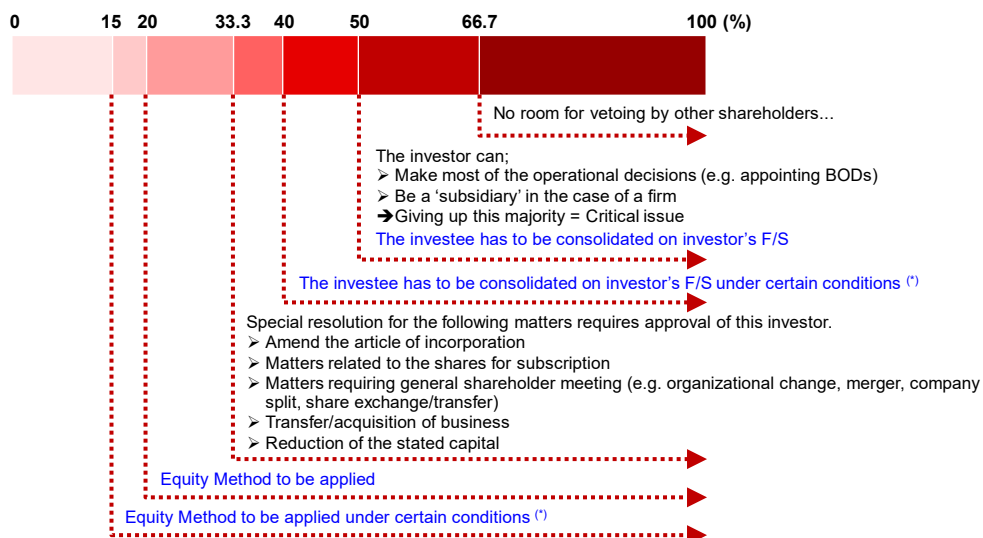 0 15 20 33.3 40 50 66.7 100 (%)
No room for vetoing by other shareholders...
The investor can;
➢ Make most of the operational decisions (e.g. appointing BODs)
➢ Be a ‘subsidiary’ in the case of a firm
➔Giving up this majority = Critical issue
The investee has to be consolidated on investor’s F/S
The investee has to be consolidated on investor’s F/S under certain conditions (*)
Special resolution for the following matters requires approval of this investor.
➢ Amend the article of incorporation
➢ Matters related to the shares for subscription
➢ Matters requiring general shareholder meeting (e.g. organizational change, merger, company
split, share exchange/transfer)
➢ Transfer/acquisition of business
➢ Reduction of the stated capital
Equity Method to be applied
Equity Method to be applied under certain conditions (*)